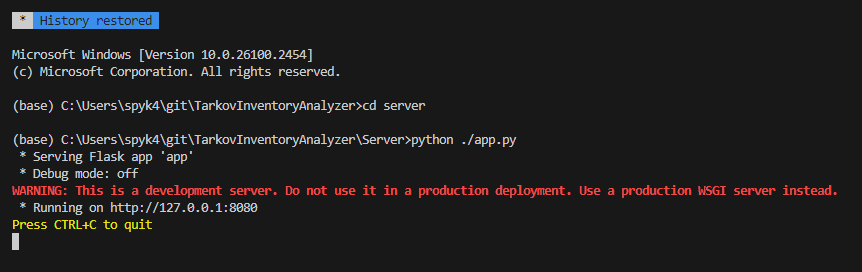 * History restored
Microsoft Windows [Version 10.0.26100.2454]
(c) Microsoft Corporation. All rights reserved.
(base) C:\Users\spyk4\git\TarkovInventoryAnalyzer>cd server
(base) C:\Users\spyk4\git\TarkovInventoryAnalyzer\Server>python ./app.py
* Serving Flask app 'app'
* Debug mode: off
WARNING: This is a development server. Do not use it in a production deployment. Use a production WSGI server instead.
* Running on http://127.0.0.1:8080
Press CTRL+C to quit